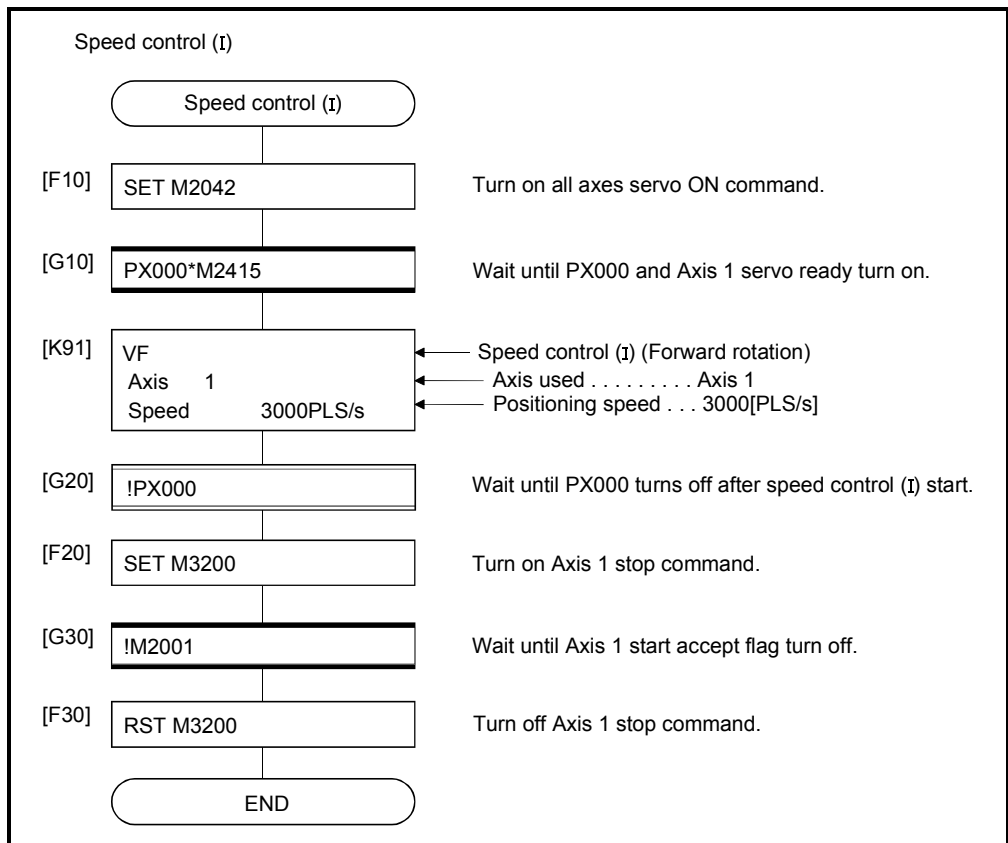 Speed control (I)
Speed control (I)
[F10] SET M2042 Turn on all axes servo ON command.
[G10] PX000*M2415 Wait until PX000 and Axis 1 servo ready turn on.
[K91] VF Speed control (I) (Forward rotation)
Axis 1 Axis used . . . . . . . . . Axis 1
Speed 3000PLS/s Positioning speed . . . 3000[PLS/s]
[G20] !PX000 Wait until PX000 turns off after speed control (I) start.
[F20] SET M3200 Turn on Axis 1 stop command.
[G30] !M2001 Wait until Axis 1 start accept flag turn off.
[F30] RST M3200 Turn off Axis 1 stop command.
END